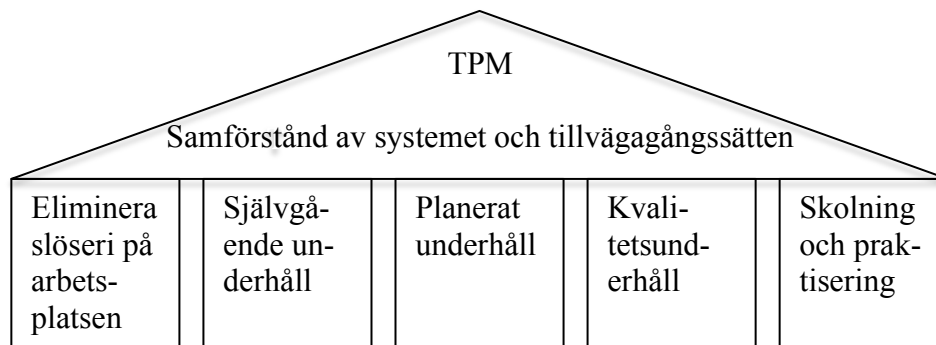 TPM
Samförstånd av systemet och tillvägagångssätten
Eliminera
slöseri på
arbets-
platsen
Självgå-
ende un-
derhåll
Planerat
underhåll
Kvali-
tetsund-
erhåll
Skolning
och prak-
tisering